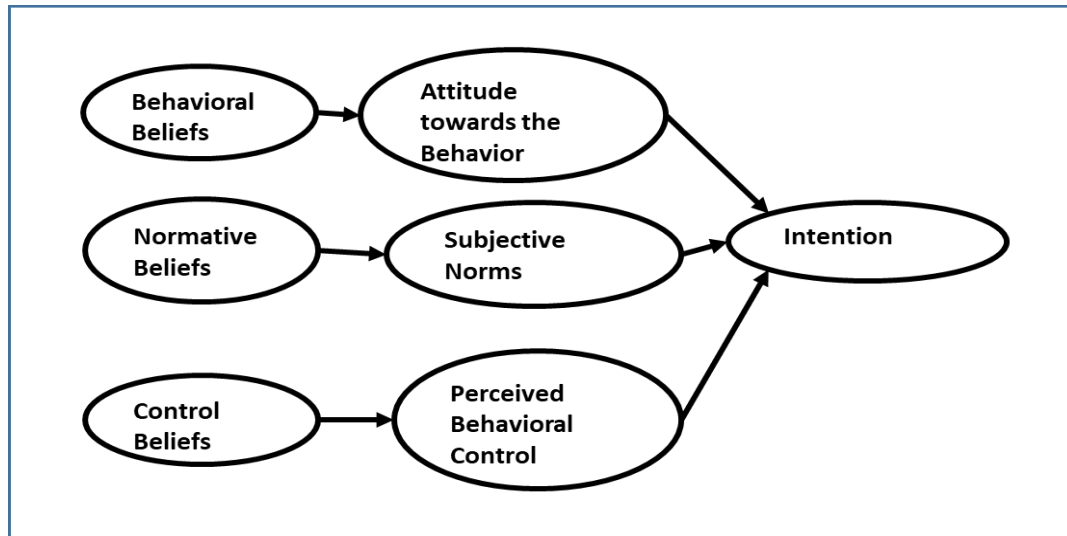 Behavioral
Beliefs
Attitude
towards the
Behavior
Normative
Beliefs
Subjective
Norms
Intention
Control
Beliefs
Perceived
Behavioral
Control